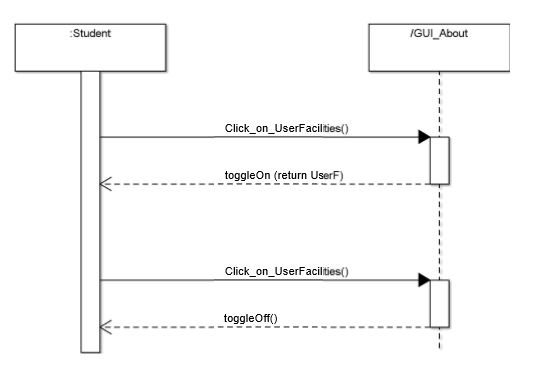 :Student
/GUI_About
Click_on_UserFacilities()
toggleOn (return UserF)
Click_on_UserFacilities()
toggleOff()